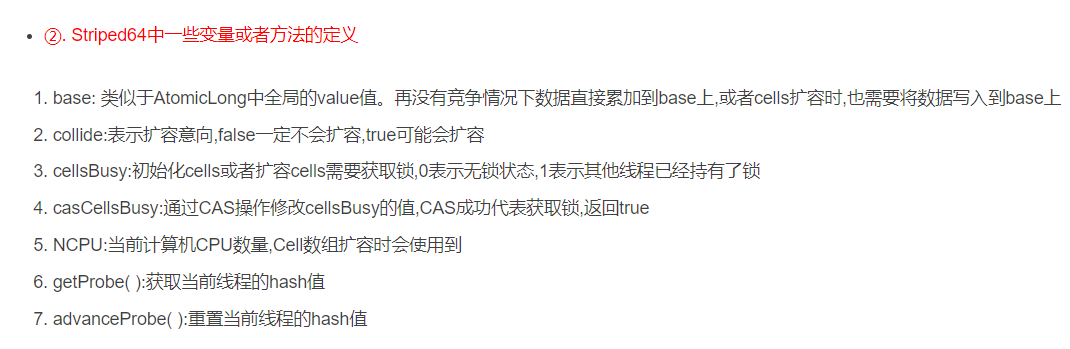 ②. Striped64中一些变量或者方法的定义
1. base: 类似于AtomicLong中全局的value值。再没有竞争情况下数据直接累加到base上,或者cells扩容时,也需要将数据写入到base上
2. collide:表示扩容意向,false一定不会扩容,true可能会扩容
3. cellsBusy:初始化cells或者扩容cells需要获取锁,0表示无锁状态,1表示其他线程已经持有了锁
4. casCellsBusy:通过CAS操作修改cellsBusy的值,CAS成功代表获取锁,返回true
5. NCPU:当前计算机CPU数量,Cell数组扩容时会使用到
6. getProbe( ):获取当前线程的hash值
7. advanceProbe( ):重置当前线程的hash值